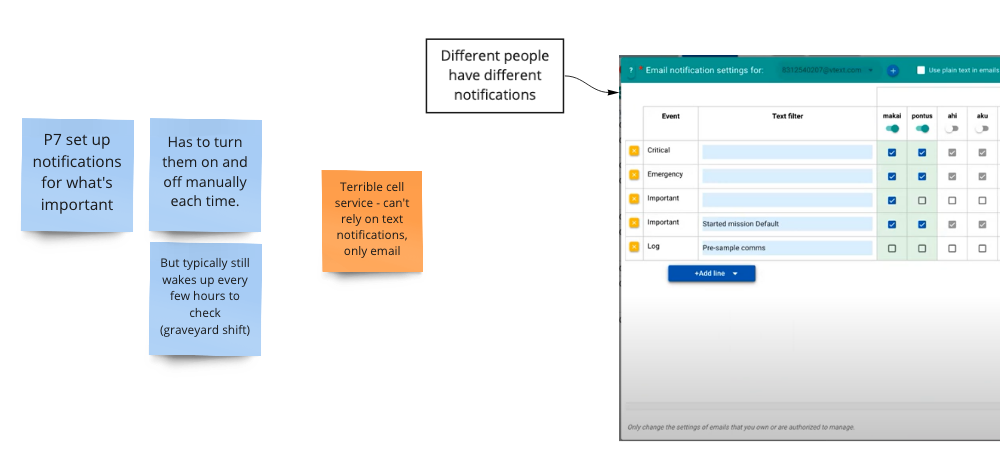 Different people
have different
notifications
P7 set up
notifications
for what's
important
Has to turn
them on and
off manually
each time.
But typically still
wakes up every
few hours to
check
(graveyard shift)
Terrible cell
service - can't
rely on text
notifications,
only email
? * Email notification settings for:
Use plain text in emails
Event Text filter makai pontus ahi aku
Critical
Emergency
Important
Important Started mission Default
Log Pre-sample comms
+Add line
Only change the settings of emails that you own or are authorized to manage.